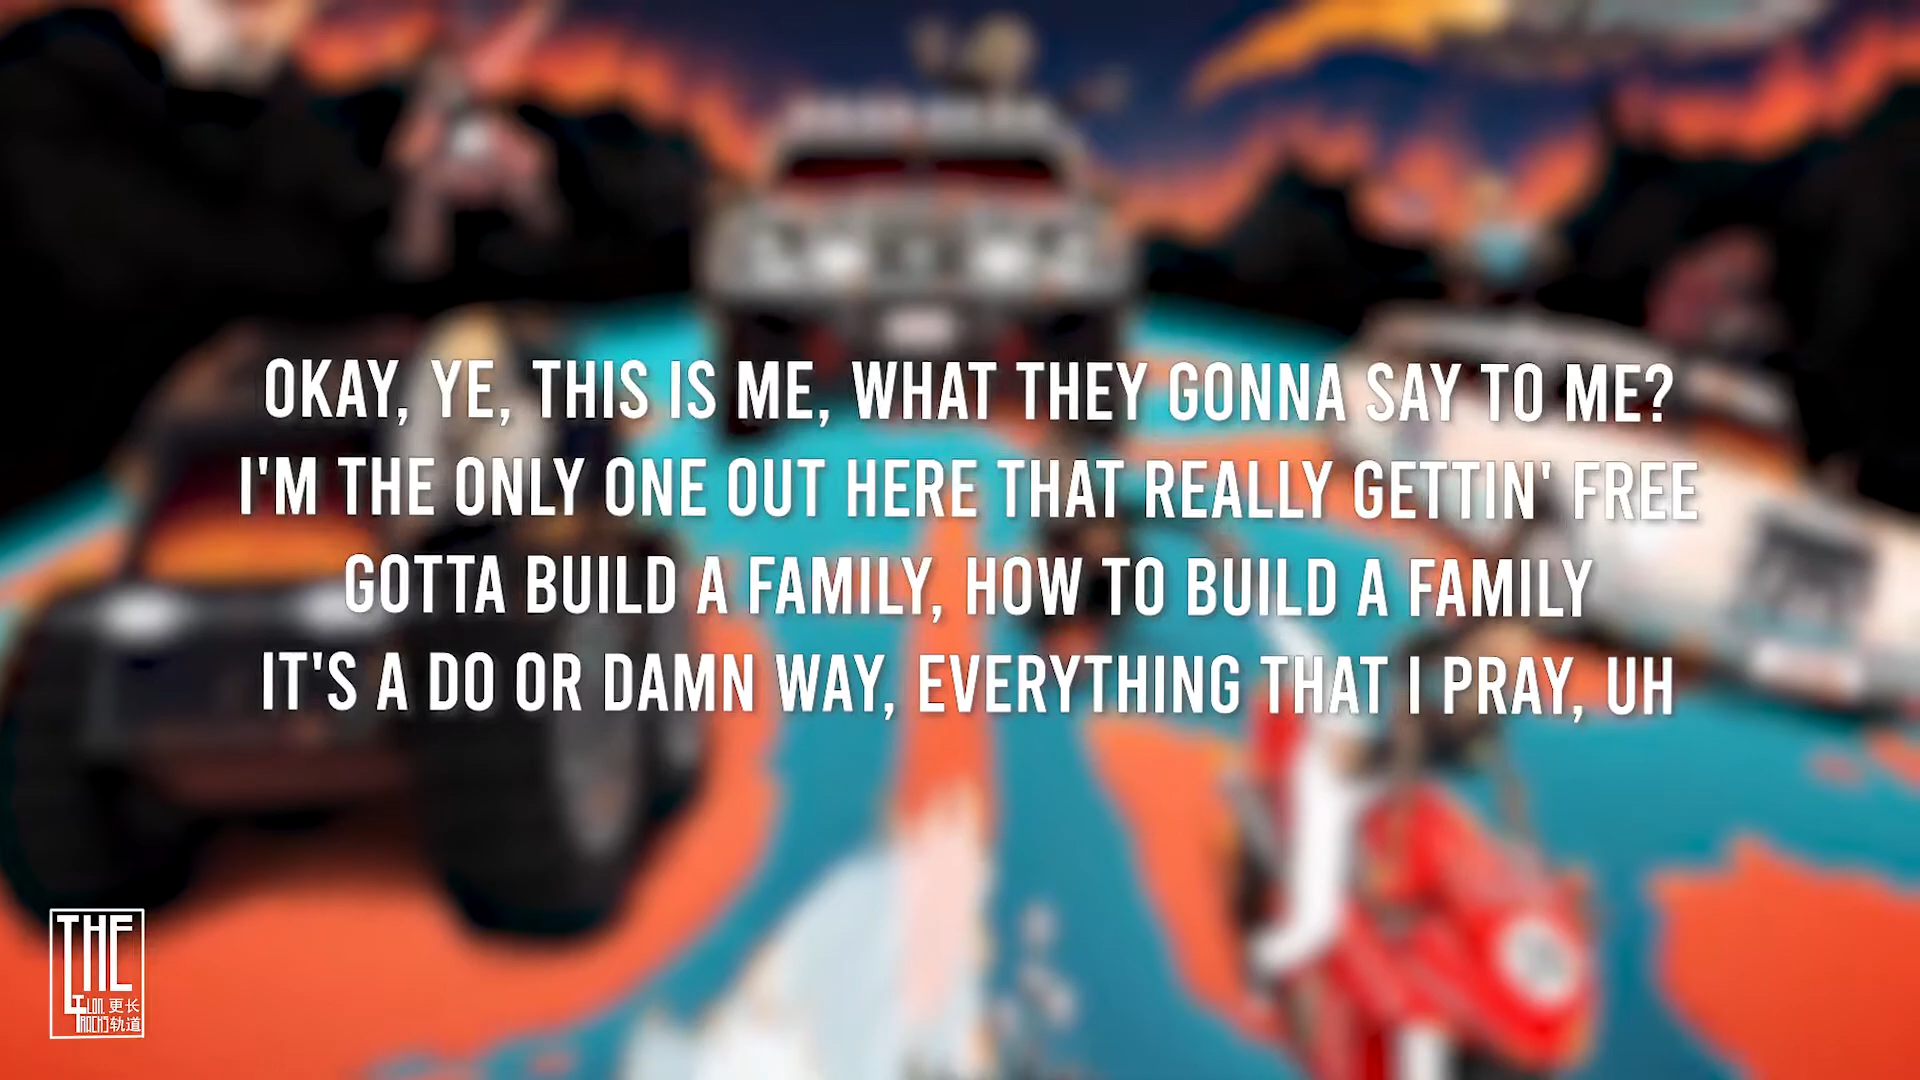 OKAY, YE, THIS IS ME, WHAT THEY GONNA SAY TO ME?
I'M THE ONLY ONE OUT HERE THAT REALLY GETTIN' FREE
GOTTA BUILD A FAMILY, HOW TO BUILD A FAMILY
IT'S A DO OR DAMN WAY, EVERYTHING THAT I PRAY, UH
THE
更长
轨道